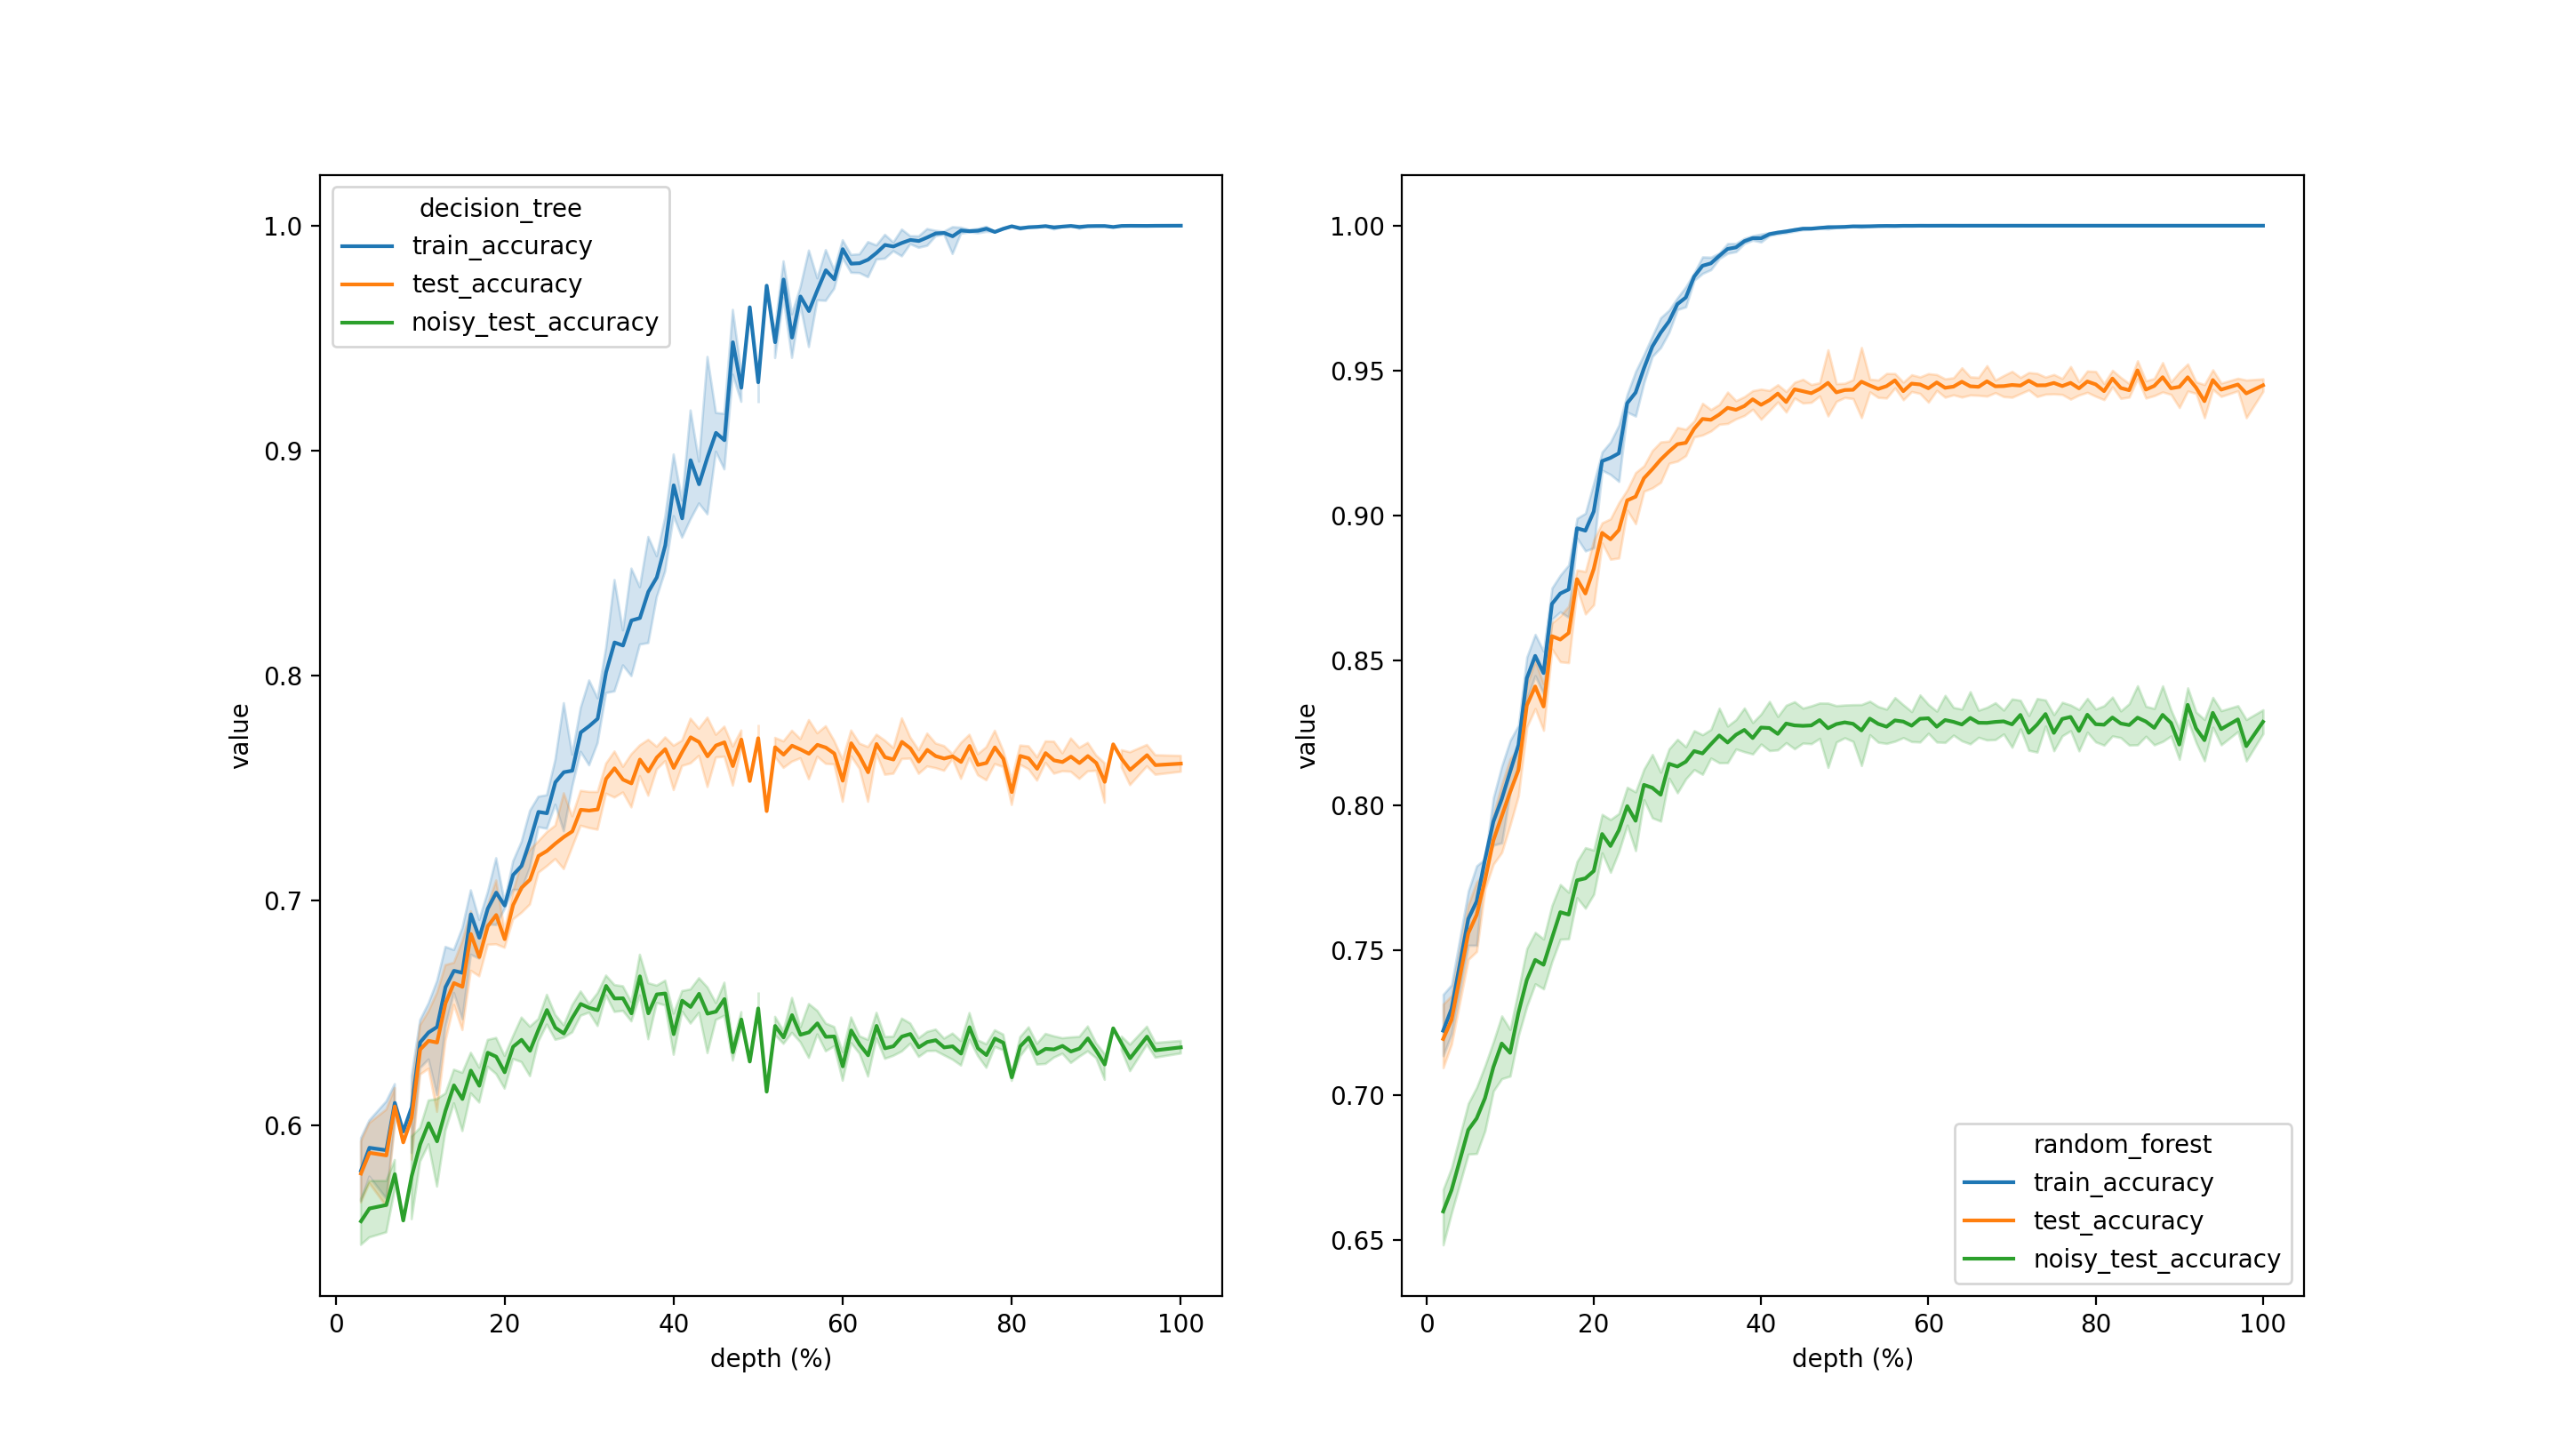 decision_tree
train_accuracy
test_accuracy
noisy_test_accuracy
1.0
0.9
0.8
0.7
0.6
value
0
20
40
60
80
100
depth (%)
1.00
0.95
0.90
0.85
0.80
0.75
0.70
0.65
value
random_forest
train_accuracy
test_accuracy
noisy_test_accuracy
0
20
40
60
80
100
depth (%)